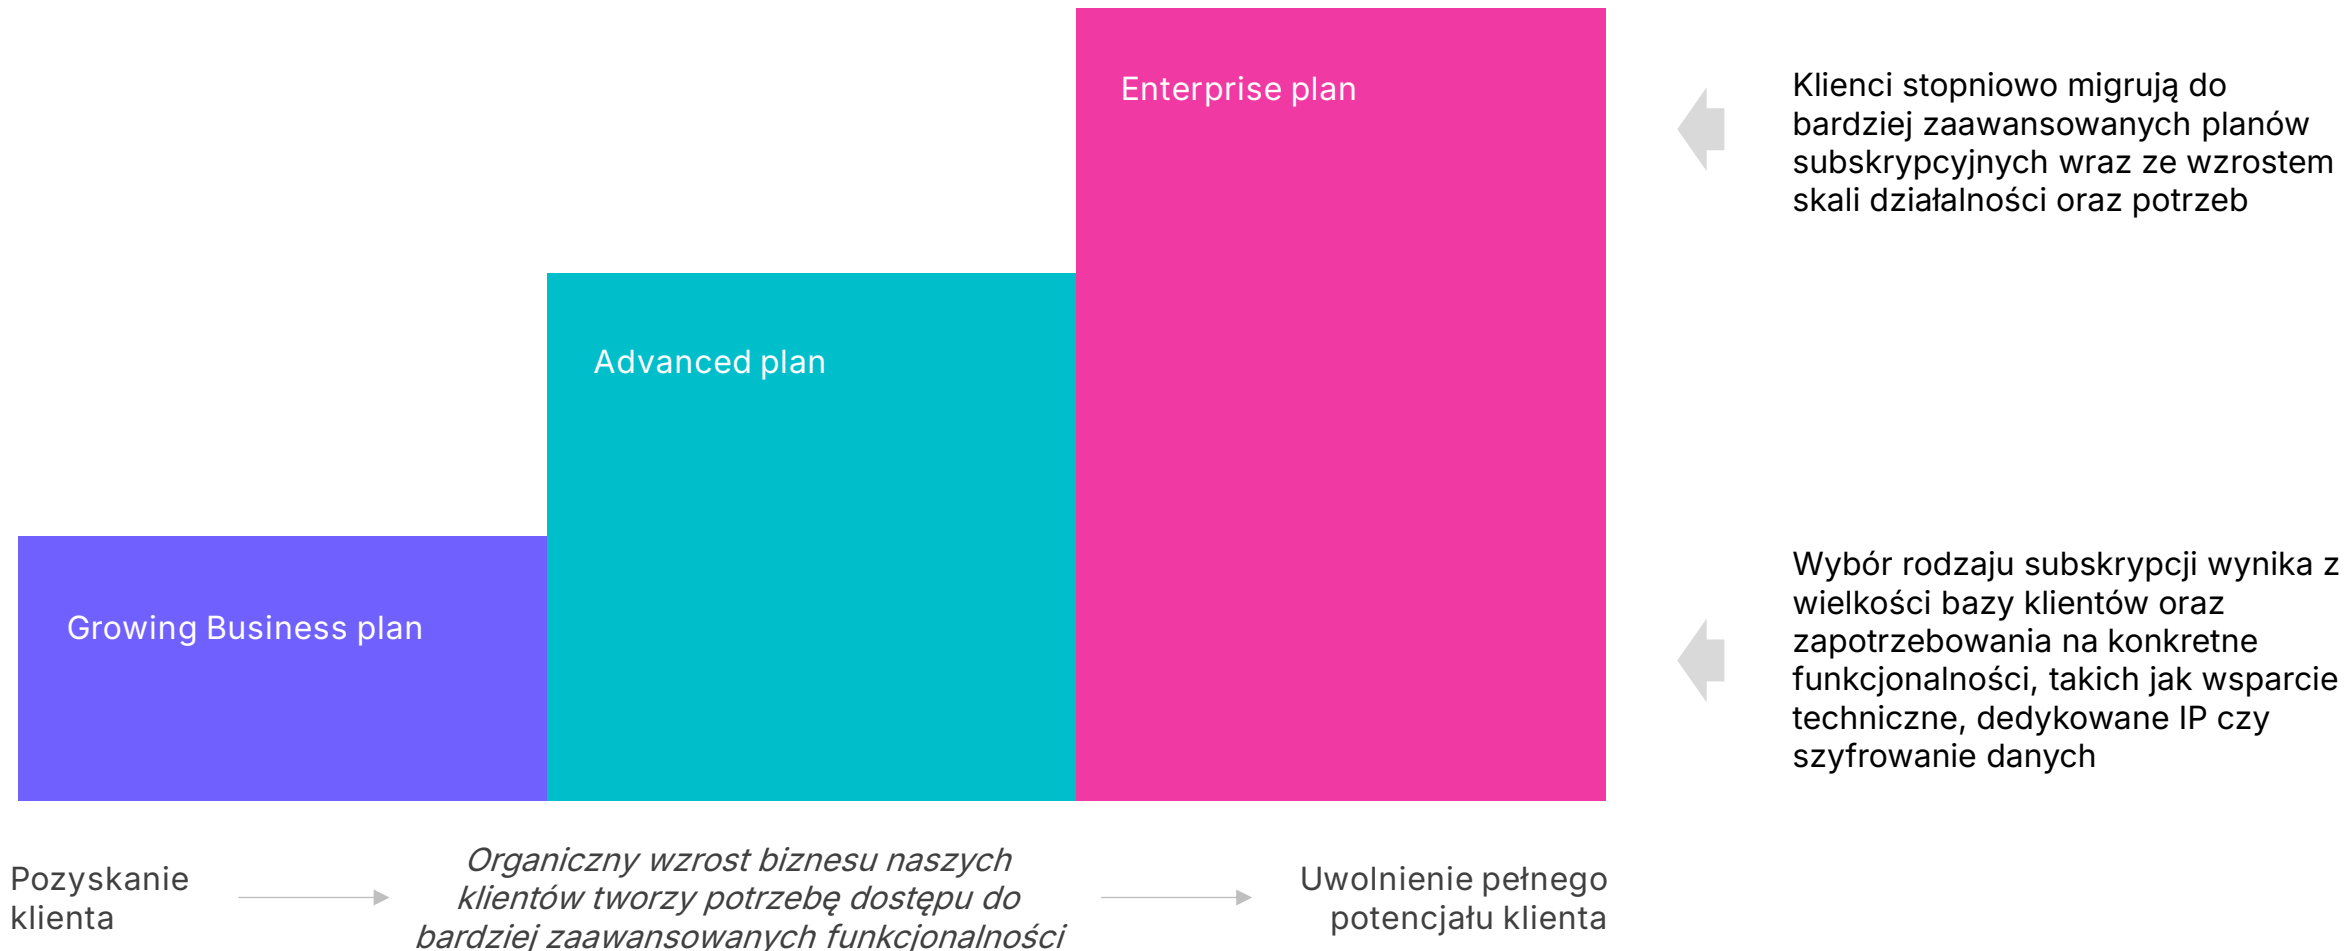 Enterprise plan
Advanced plan
Growing Business plan
Klienci stopniowo migrują do
bardziej zaawansowanych planów
subskrypcyjnych wraz ze wzrostem
skali działalności oraz potrzeb
Wybór rodzaju subskrypcji wynika z
wielkości bazy klientów oraz
zapotrzebowania na konkretne
funkcjonalności, takich jak wsparcie
techniczne, dedykowane IP czy
szyfrowanie danych
Pozyskanie
klienta
Organiczny wzrost biznesu naszych
klientów tworzy potrzebę dostępu do
bardziej zaawansowanych funkcjonalności
Uwolnienie pełnego
potencjału klienta